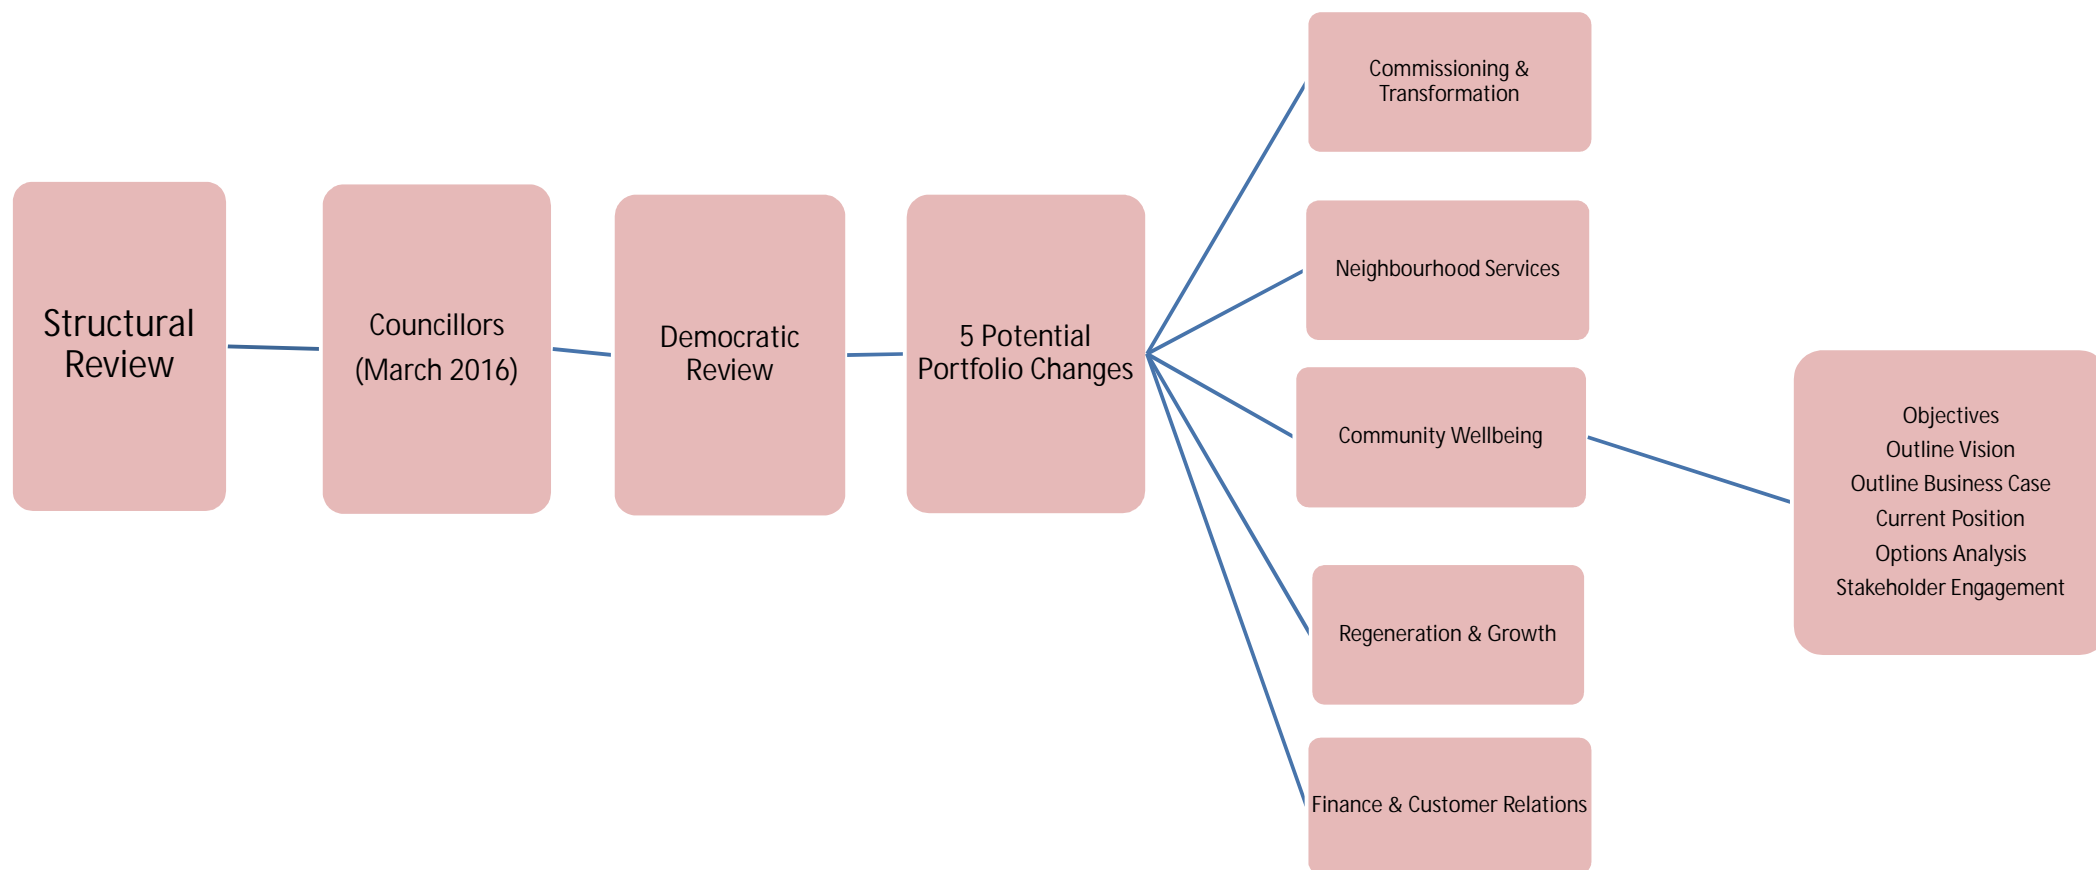 Structural
Review
Councillors
(March 2016)
Democratic
Review
5 Potential
Portfolio Changes
Commissioning &
Transformation
Neighbourhood Services
Community Wellbeing
Regeneration & Growth
Finance & Customer Relations
Objectives
Outline Vision
Outline Business Case
Current Position
Options Analysis
Stakeholder Engagement